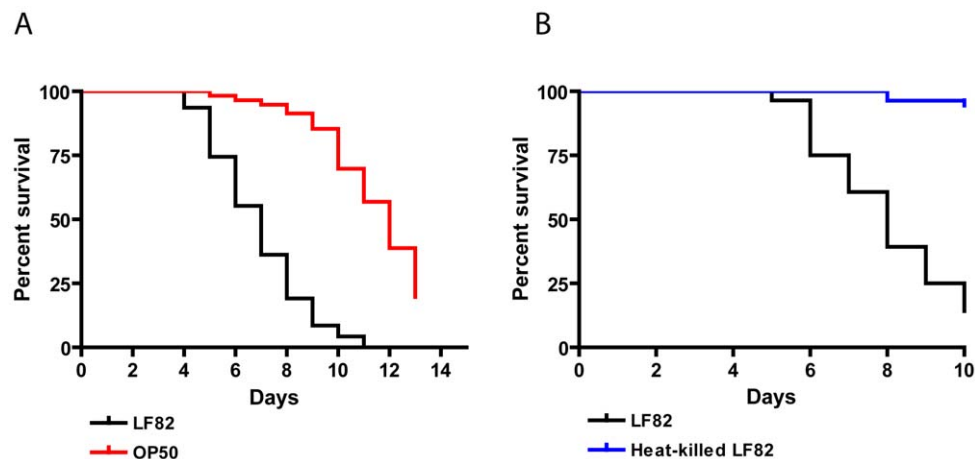 A
Percent survival
100
75
50
25
0
0 2 4 6 8 10 12 14
Days
LF82
OP50
B
Percent survival
100
75
50
25
0
0 2 4 6 8 10
Days
LF82
Heat-killed LF82